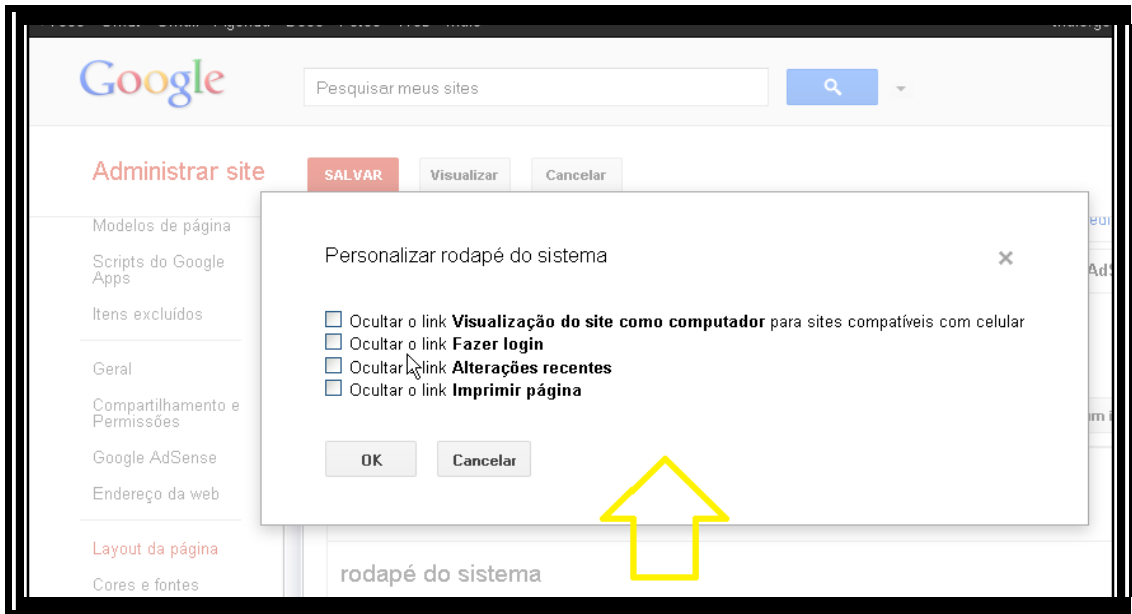 Google
Pesquisar meus sites
Administrar site
SALVAR
Visualizar
Cancelar
Modelos de página
Scripts do Google
Apps
Itens excluídos
Geral
Compartilhamento e
Permissões
Google AdSense
Endereço da web
Layout da página
Cores e fontes
Personalizar rodapé do sistema
Ocultar o link Visualização do site como computador para sites compatíveis com celular
Ocultar o link Fazer login
Ocultar o link Alterações recentes
Ocultar o link Imprimir página
OK
Cancelar
rodapé do sistema